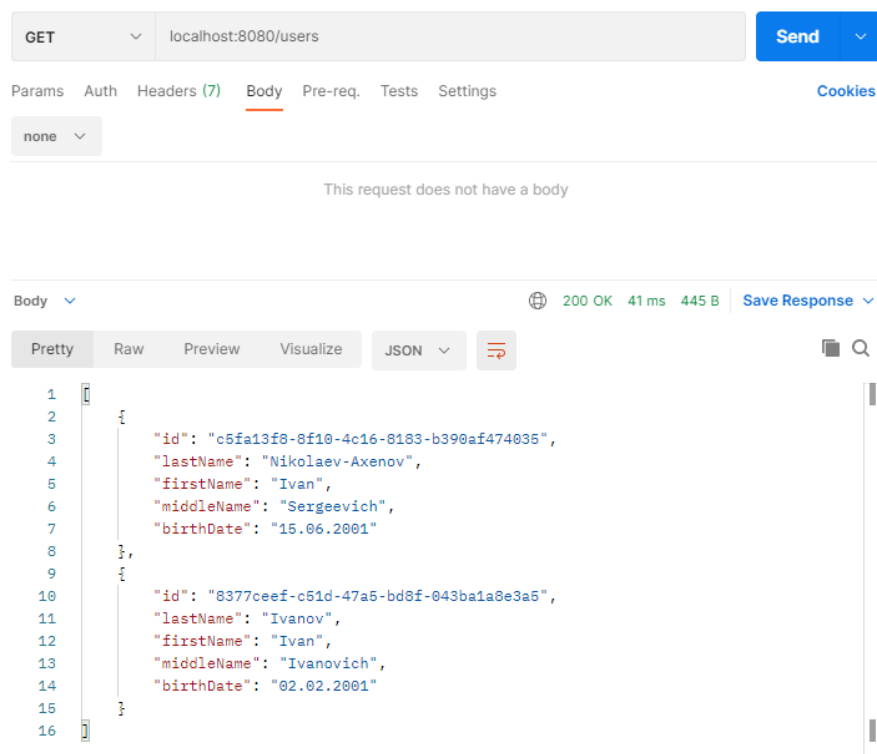 GET localhost:8080/users Send
Params Auth Headers (7) Body Pre-req. Tests Settings Cookies
none
This request does not have a body
Body 200 OK 41 ms 445 B Save Response
Pretty Raw Preview Visualize JSON
1 [
2 {
3 "id": "c5fa13f8-8f10-4c16-8183-b390af474035",
4 "lastName": "Nikolaev-Axenov",
5 "firstName": "Ivan",
6 "middleName": "Sergeevich",
7 "birthDate": "15.06.2001"
8 },
9 {
10 "id": "8377ceef-c51d-47a5-bd8f-043ba1a8e3a5",
11 "lastName": "Ivanov",
12 "firstName": "Ivan",
13 "middleName": "Ivanovich",
14 "birthDate": "02.02.2001"
15 }
16 ]